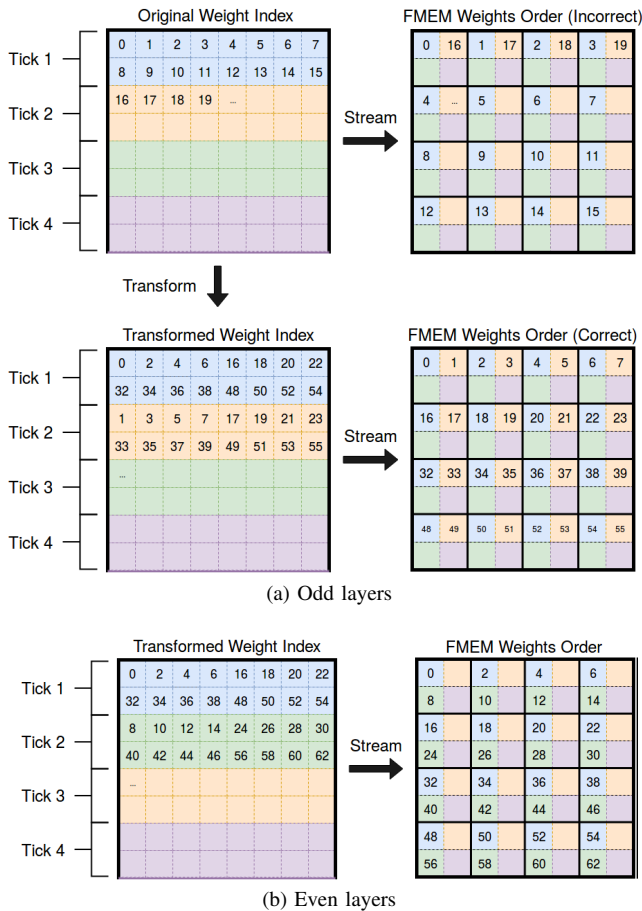 Original Weight Index
FMEM Weights Order (Incorrect)
Tick 1
0 1 2 3 4 5 6 7
8 9 10 11 12 13 14 15
Tick 2
16 17 18 19 ...
Tick 3
Tick 4
Stream
0 16 1 17 2 18 3 19
4 ... 5 6 7
8 9 10 11
12 13 14 15
Transform
Transformed Weight Index
FMEM Weights Order (Correct)
Tick 1
0 2 4 6 16 18 20 22
32 34 36 38 48 50 52 54
Tick 2
1 3 5 7 17 19 21 23
33 35 37 39 49 51 53 55
Tick 3
...
Tick 4
Stream
0 1 2 3 4 5 6 7
16 17 18 19 20 21 22 23
32 33 34 35 36 37 38 39
48 49 50 51 52 53 54 55
(a) Odd layers
Transformed Weight Index
FMEM Weights Order
Tick 1
0 2 4 6 16 18 20 22
32 34 36 38 48 50 52 54
Tick 2
8 10 12 14 24 26 28 30
40 42 44 46 56 58 60 62
Tick 3
...
Tick 4
Stream
0 2 4 6
8 10 12 14
16 18 20 22
24 26 28 30
32 34 36 38
40 42 44 46
48 50 52 54
56 58 60 62
(b) Even layers